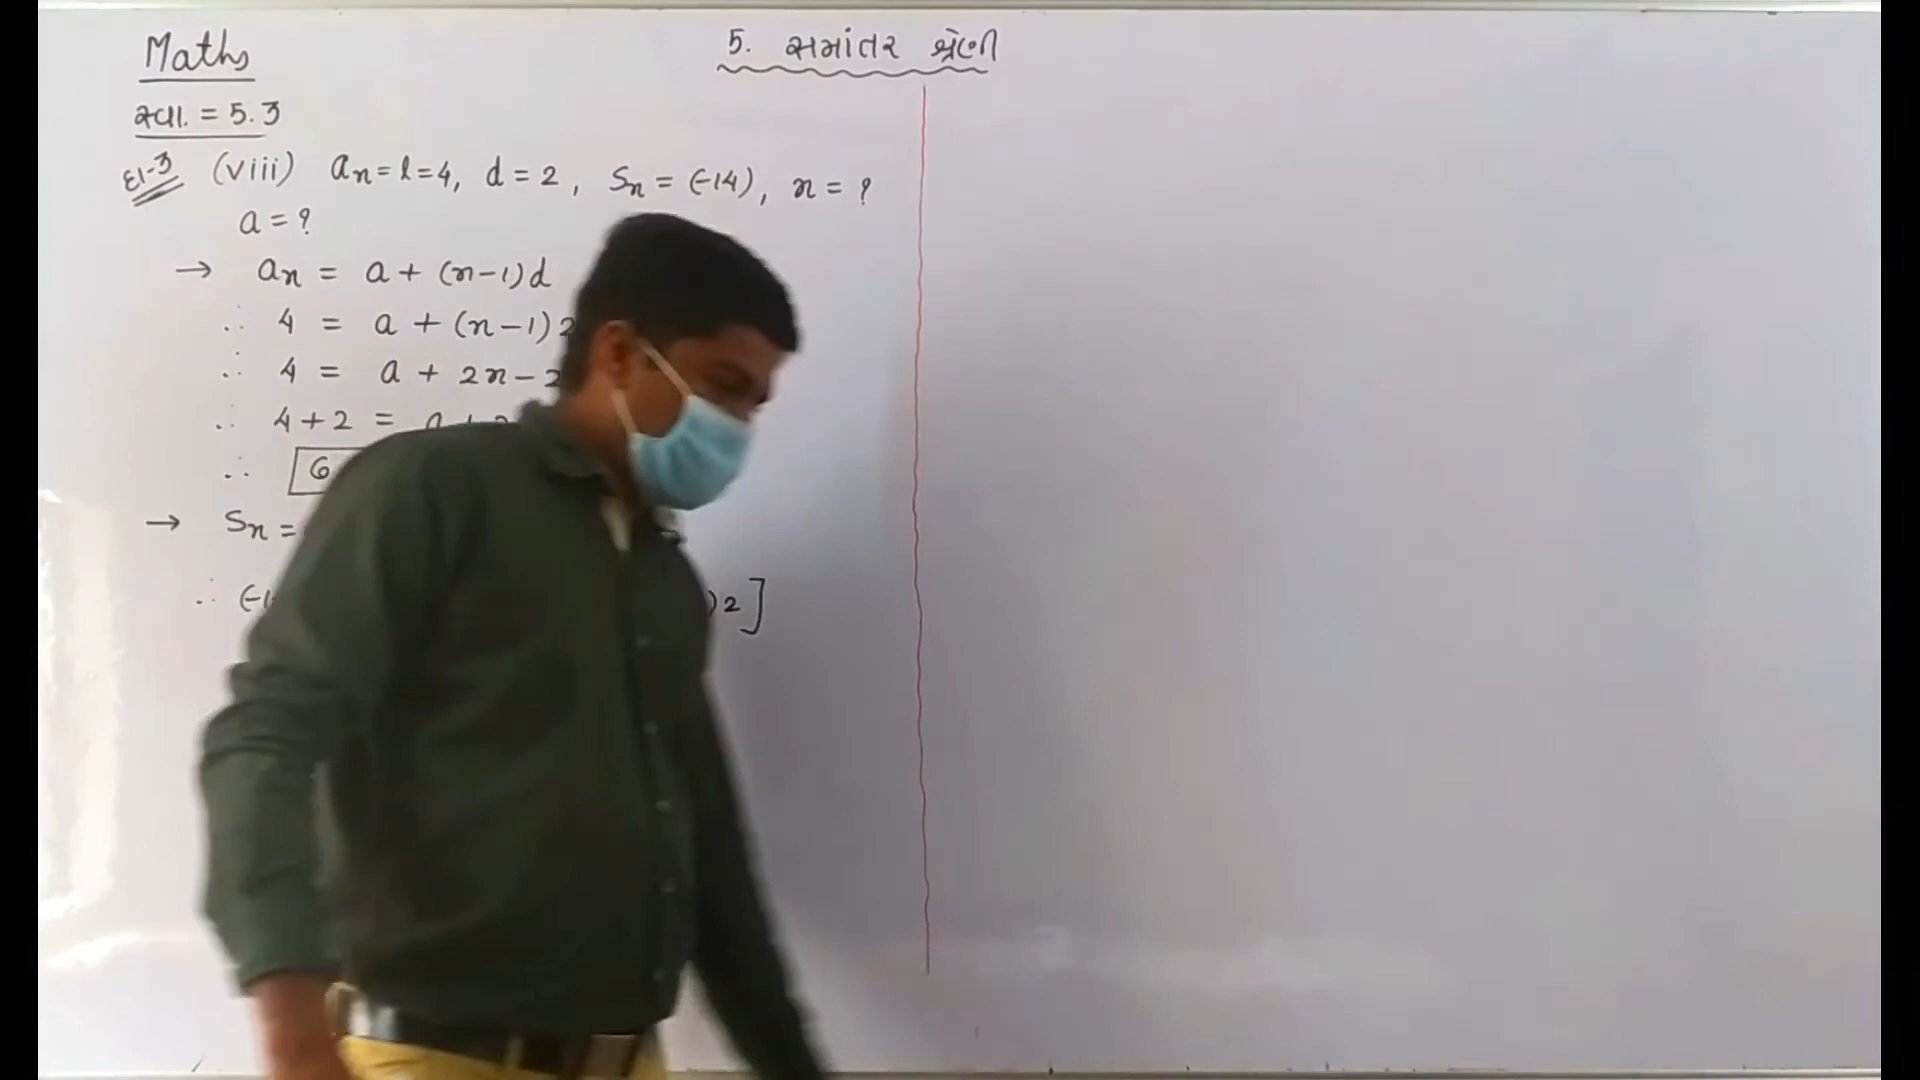 Maths
5. સમાંતર શ્રેણી
સ્વા. = 5.3
દા-3 (viii) an = l = 4, d = 2, Sn = (-14), n = ?
a = ?
→ an = a + (n-1)d
∴ 4 = a + (n-1)2
∴ 4 = a + 2n - 2
∴ 4+2 = a +
∴ 6
→ Sn =
∴ (-1 )2]